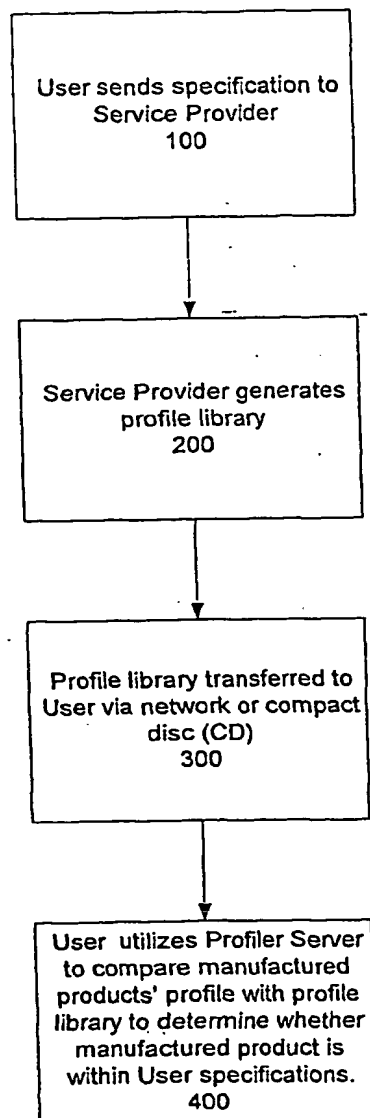 User sends specification to
Service Provider
100
Service Provider generates
profile library
200
Profile library transferred to
User via network or compact
disc (CD)
300
User utilizes Profiler Server
to compare manufactured
products' profile with profile
library to determine whether
manufactured product is
within User specifications.
400